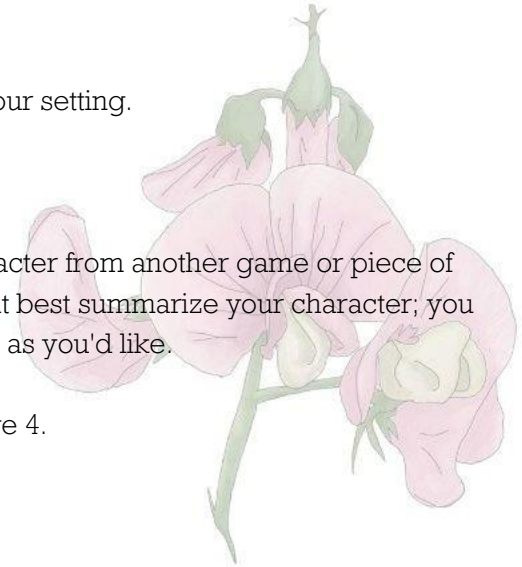 our setting.
acter from another game or piece of
t best summarize your character; you
as you'd like.
e 4.